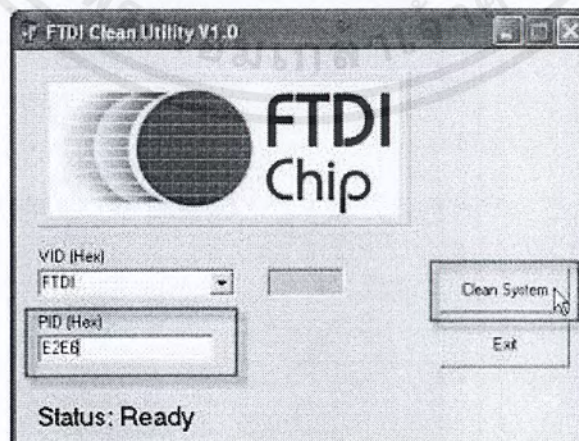 FTDI Clean Utility V1.0
FTDI
Chip
VID (Hex)
FTDI
Clean System
PID (Hex)
E2E6
Exit
Status: Ready